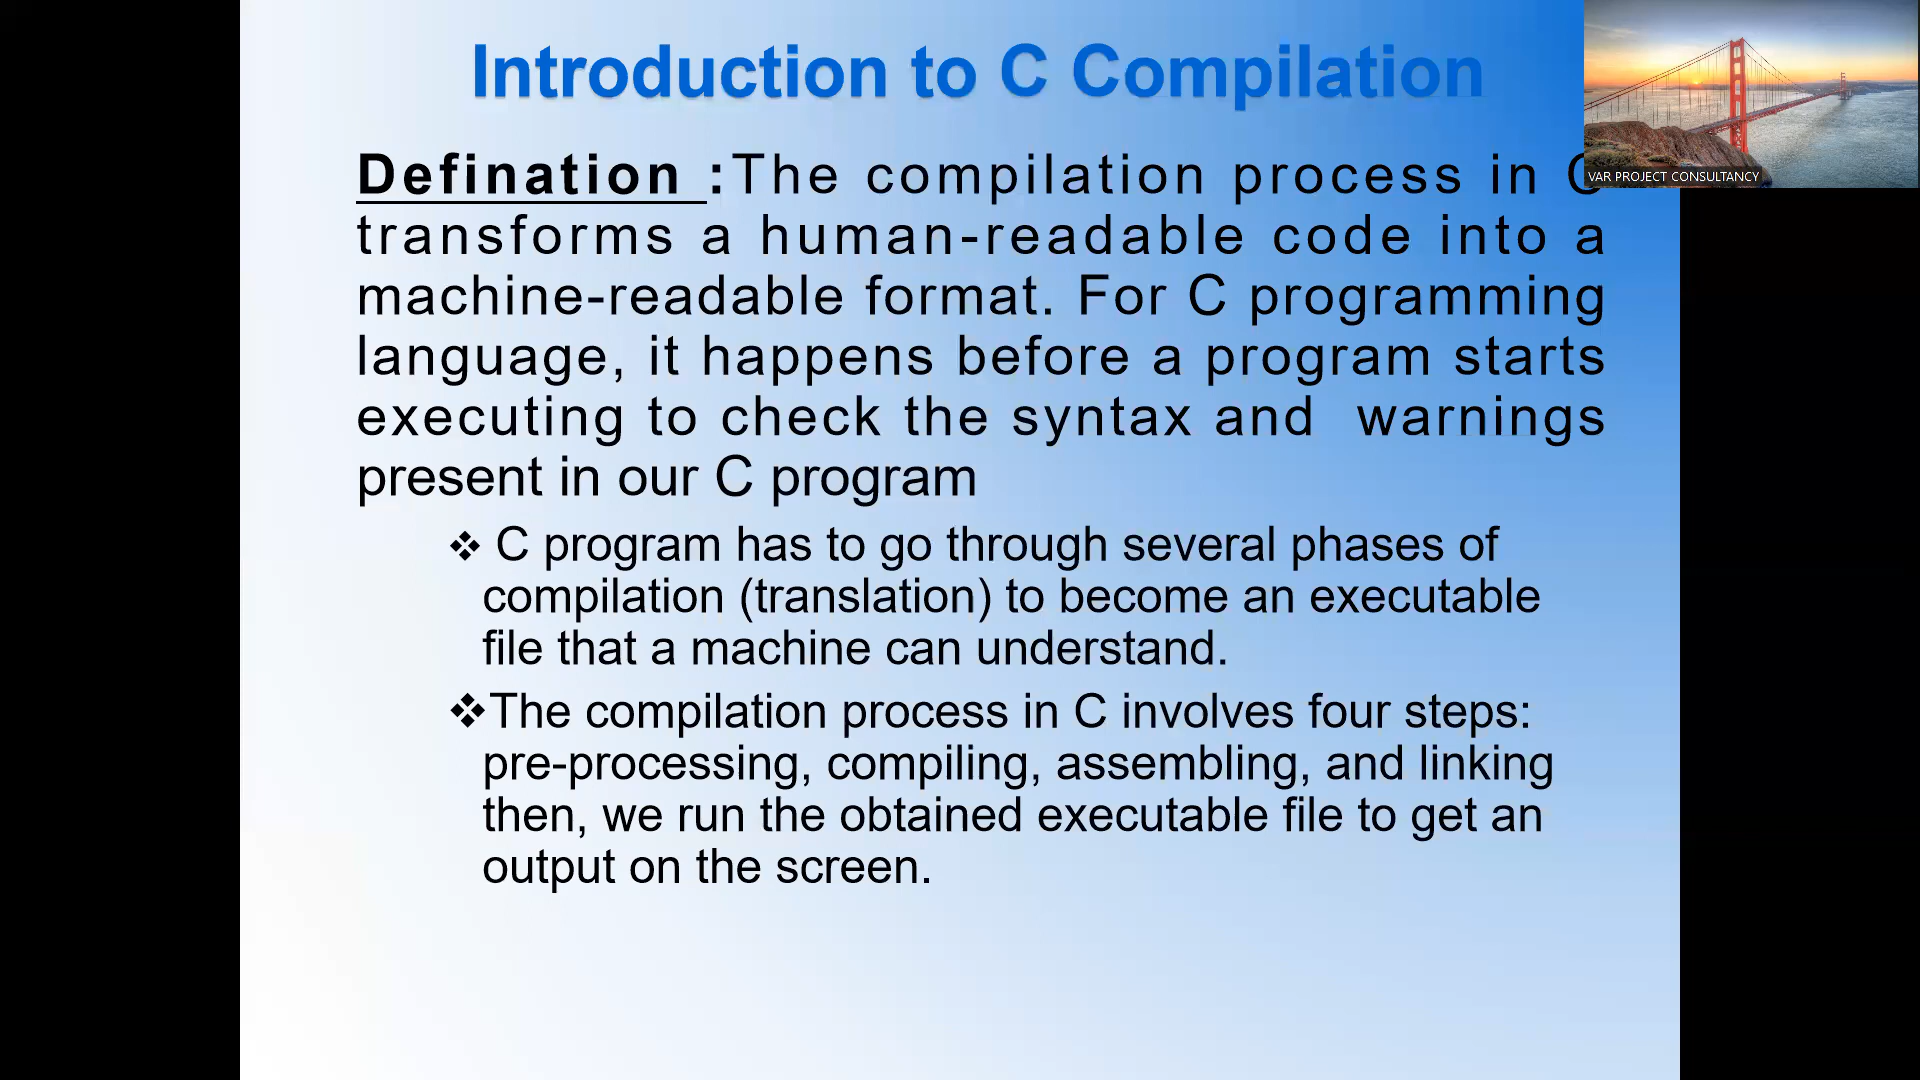 Introduction to C Compilation
Defination :The compilation process in C
transforms a human-readable code into a
machine-readable format. For C programming
language, it happens before a program starts
executing to check the syntax and warnings
present in our C program
❖ C program has to go through several phases of
compilation (translation) to become an executable
file that a machine can understand.
❖The compilation process in C involves four steps:
pre-processing, compiling, assembling, and linking
then, we run the obtained executable file to get an
output on the screen.
VAR PROJECT CONSULTANCY